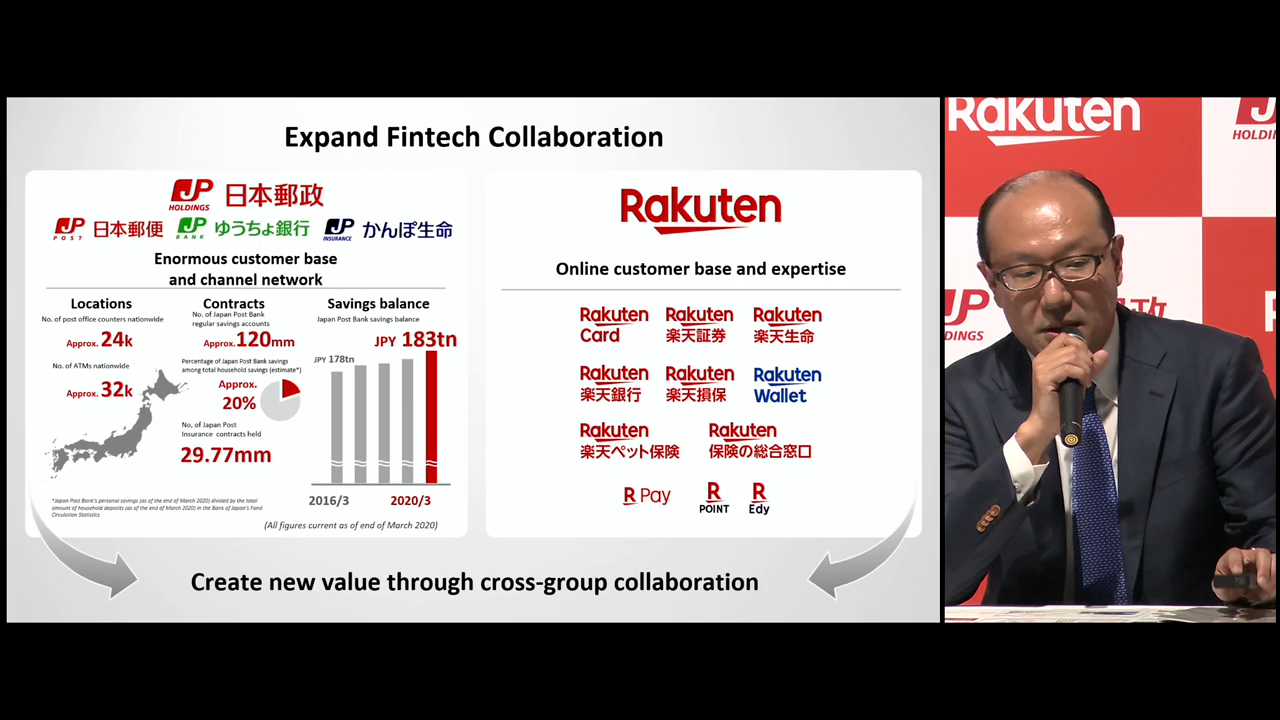 Expand Fintech Collaboration
JP HOLDINGS 日本郵政
JP POST 日本郵便 JP BANK ゆうちょ銀行 JP INSURANCE かんぽ生命
Enormous customer base
and channel network
Locations
No. of post office counters nationwide
Approx. 24k
No. of ATMs nationwide
Approx. 32k
Contracts
No. of Japan Post Bank
regular savings accounts
Approx. 120mm
Percentage of Japan Post Bank savings
among total household savings (estimate*)
Approx.
20%
No, of Japan Post
Insurance contracts held
29.77mm
Savings balance
Japan Post Bank savings balance
JPY 183tn
JPY 178tn
2016/3
2020/3
*Japan Post Bank's personal savings (as of the end of March 2020) divided by the total
amount of household deposits (as of the end of March 2020) in the Bank of Japan's Fund
Circulation Statistics
(All figures current as of end of March 2020)
Rakuten
Online customer base and expertise
Rakuten
Card
Rakuten
楽天証券
Rakuten
楽天生命
Rakuten
楽天銀行
Rakuten
楽天損保
Rakuten
Wallet
Rakuten
楽天ペット保険
Rakuten
保険の総合窓口
R Pay
R
POINT
R
Edy
Create new value through cross-group collaboration
Rakuten
JP
HOLDIN
JP
DINGS
郵政
R